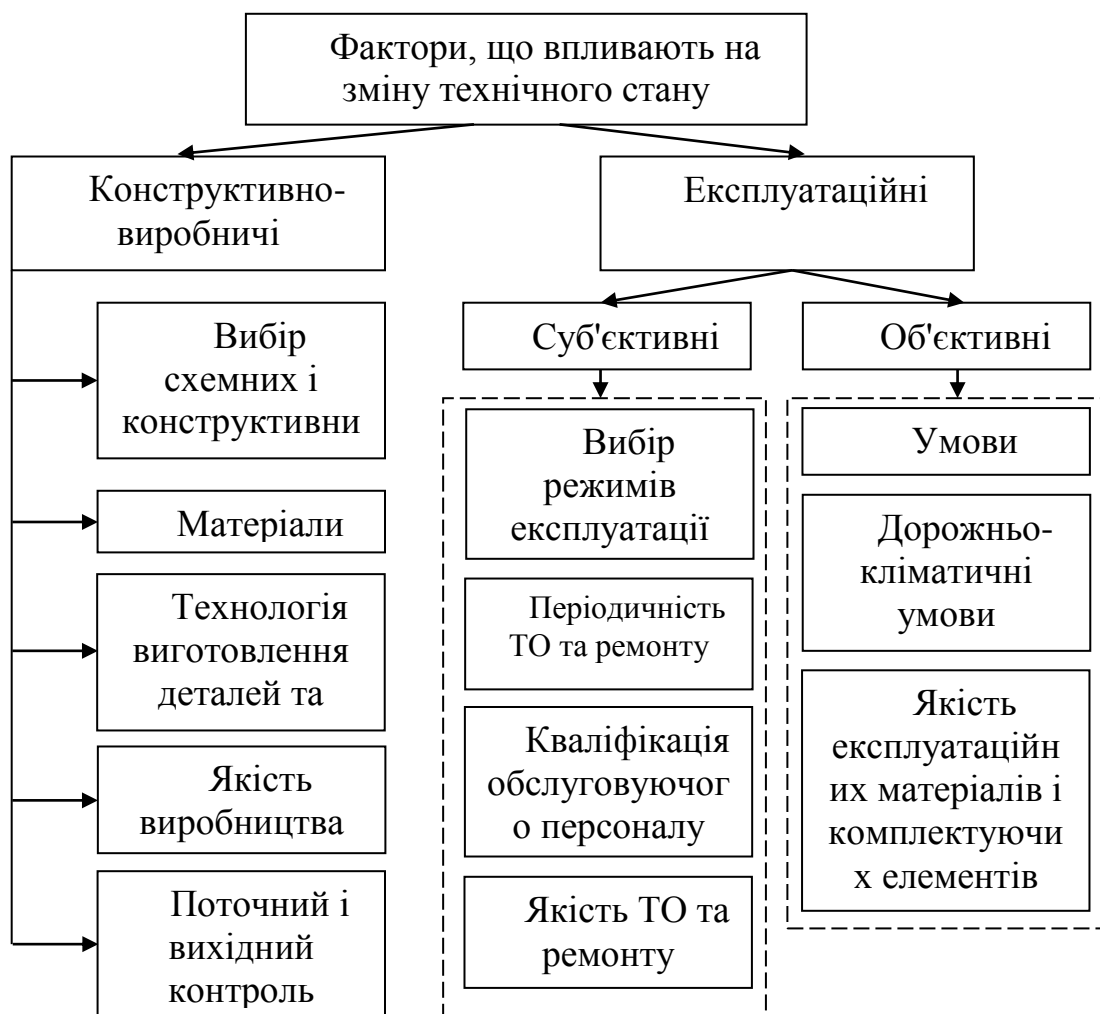 Фактори, що впливають на
зміну технічного стану
Конструктивно-
виробничі
Експлуатаційні
Вибір
схемних і
конструктивни
Матеріали
Технологія
виготовлення
деталей та
Якість
виробництва
Поточний і
вихідний
контроль
Суб'єктивні
Вибір
режимів
експлуатації
Періодичність
ТО та ремонту
Кваліфікація
обслуговуючог
о персоналу
Якість ТО та
ремонту
Об'єктивні
Умови
Дорожньо-
кліматичні
умови
Якість
експлуатаційн
их матеріалів і
комплектуючи
х елементів